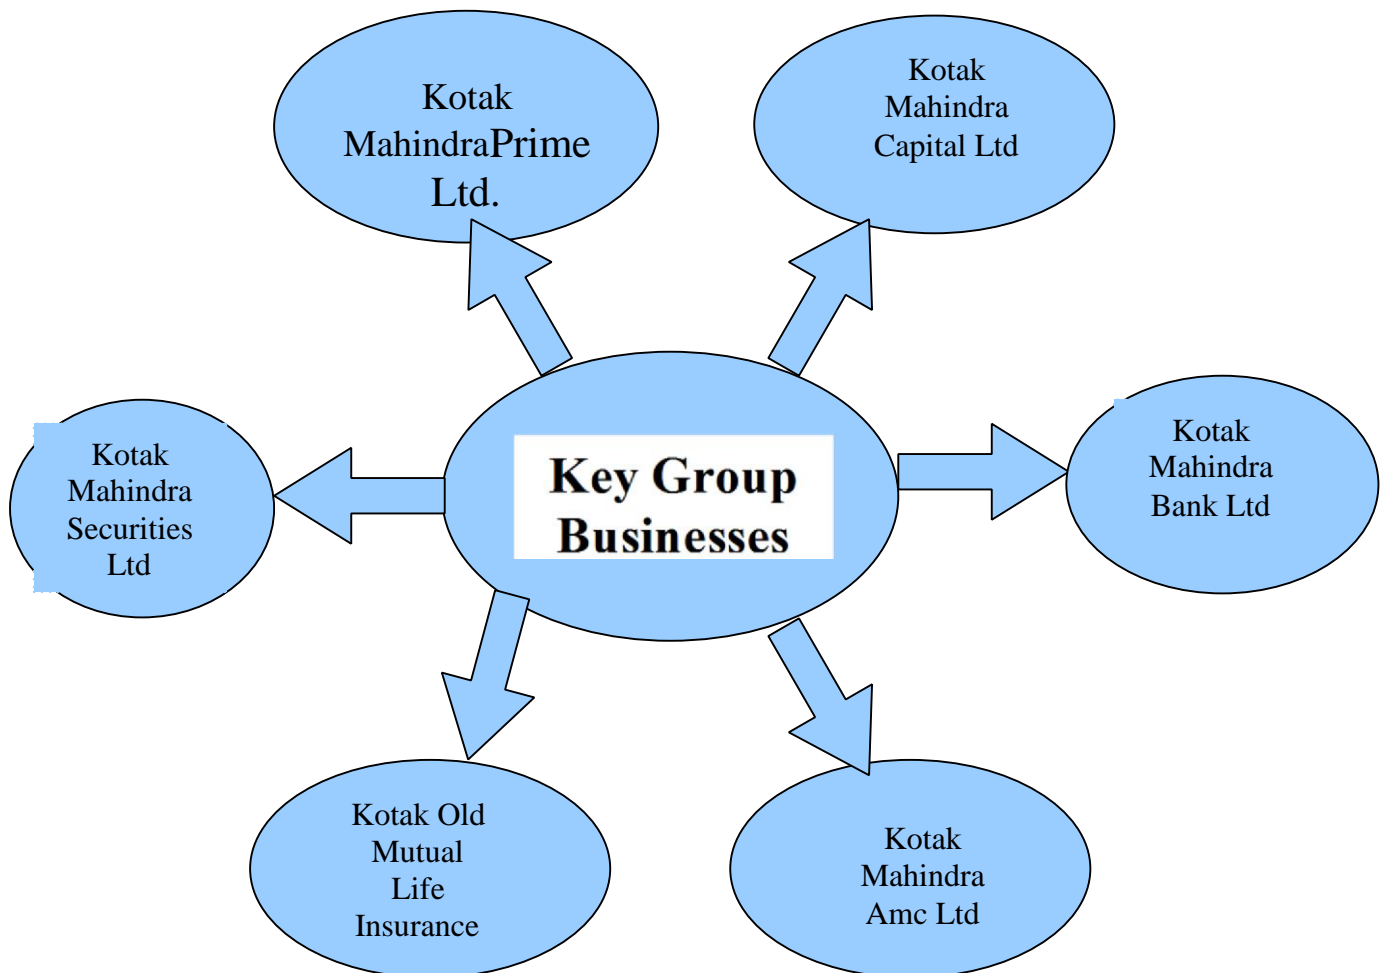 Kotak
MahindraPrime
Ltd.
Kotak
Mahindra
Capital Ltd
Kotak
Mahindra
Securities
Ltd
Key Group
Businesses
Kotak
Mahindra
Bank Ltd
Kotak Old
Mutual
Life
Insurance
Kotak
Mahindra
Amc Ltd